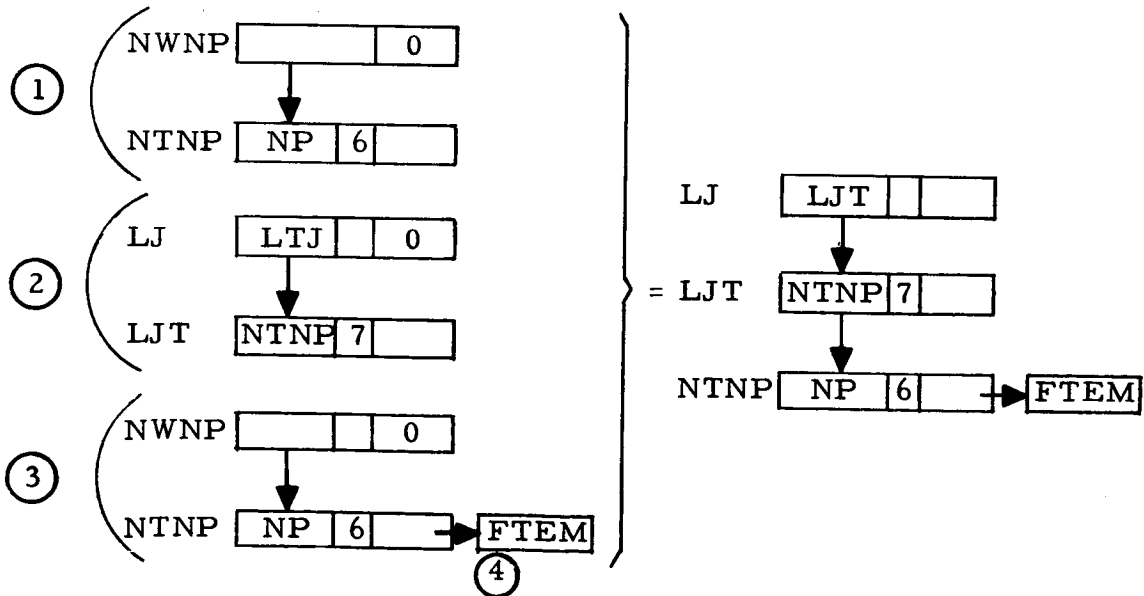 1
NWNP 0
NTNP NP 6
2
LJ LTJ 0
LJT NTNP 7
3
NWNP 0
NTNP NP 6 FTEM
4
LJ LJT
= LJT NTNP 7
NTNP NP 6 FTEM